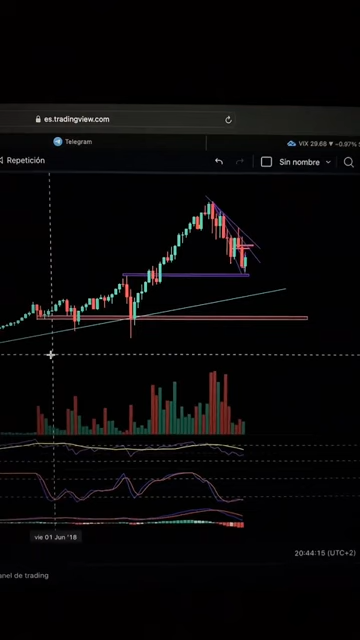 es.tradingview.com
Telegram
VIX 29.68 ▼ −0.97%
Repetición
Sin nombre
vie 01 Jun '18
20:44:15 (UTC+2)
anel de trading